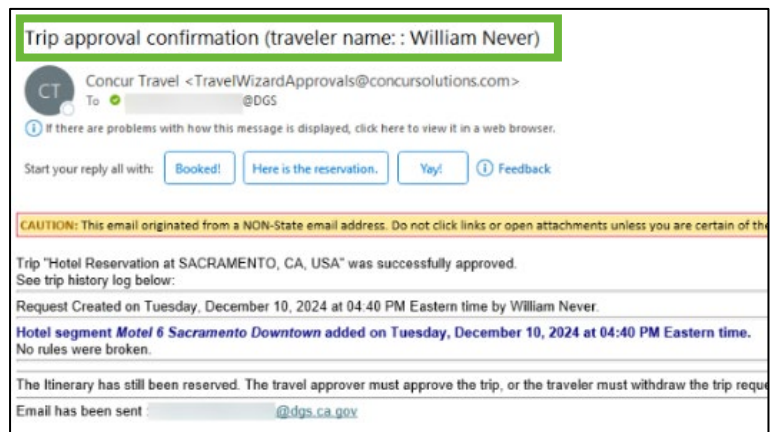 Trip approval confirmation (traveler name: : William Never)
CT
Concur Travel <TravelWizardApprovals@concursolutions.com>
To @DGS
If there are problems with how this message is displayed, click here to view it in a web browser.
Start your reply all with: Booked! Here is the reservation. Yay! Feedback
CAUTION: This email originated from a NON-State email address. Do not click links or open attachments unless you are certain of the
Trip "Hotel Reservation at SACRAMENTO, CA, USA" was successfully approved.
See trip history log below:
Request Created on Tuesday, December 10, 2024 at 04:40 PM Eastern time by William Never.
Hotel segment Motel 6 Sacramento Downtown added on Tuesday, December 10, 2024 at 04:40 PM Eastern time.
No rules were broken.
The Itinerary has still been reserved. The travel approver must approve the trip, or the traveler must withdraw the trip reque
Email has been sent : @dgs.ca.gov